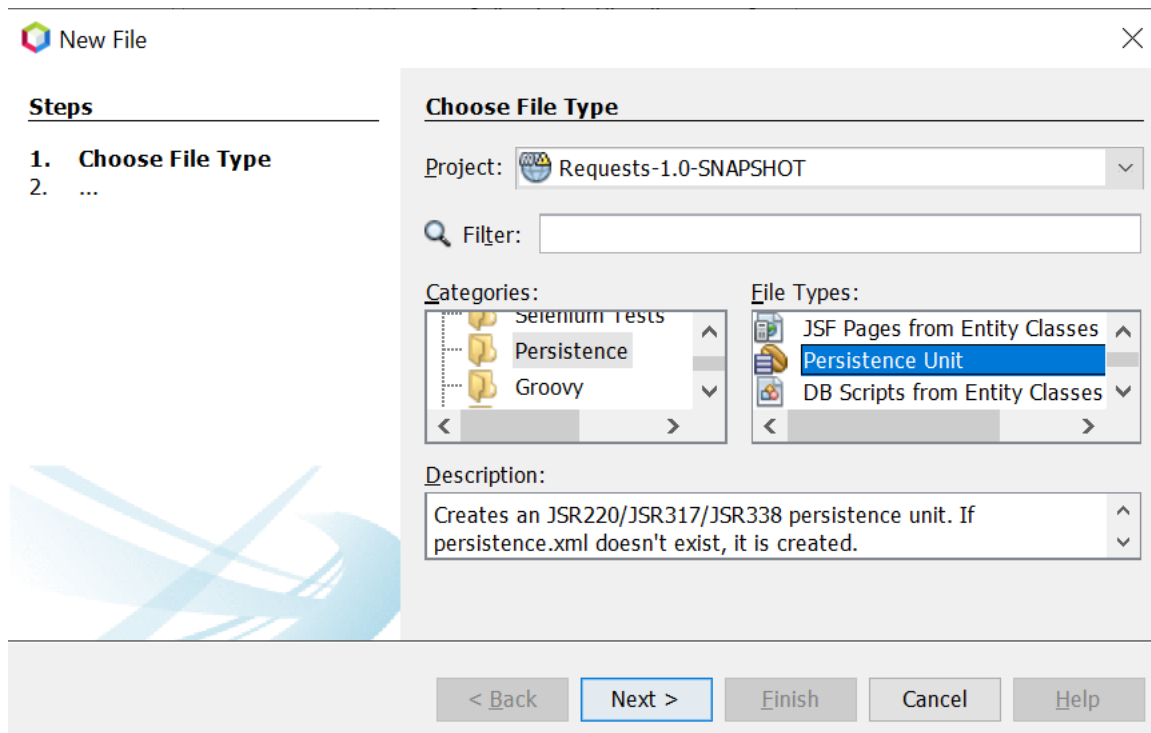 New File
Steps
1. Choose File Type
2. ...
Choose File Type
Project: Requests-1.0-SNAPSHOT
Filter:
Categories:
Selenium Tests
Persistence
Groovy
File Types:
JSF Pages from Entity Classes
Persistence Unit
DB Scripts from Entity Classes
Description:
Creates an JSR220/JSR317/JSR338 persistence unit. If
persistence.xml doesn't exist, it is created.
< Back Next > Finish Cancel Help